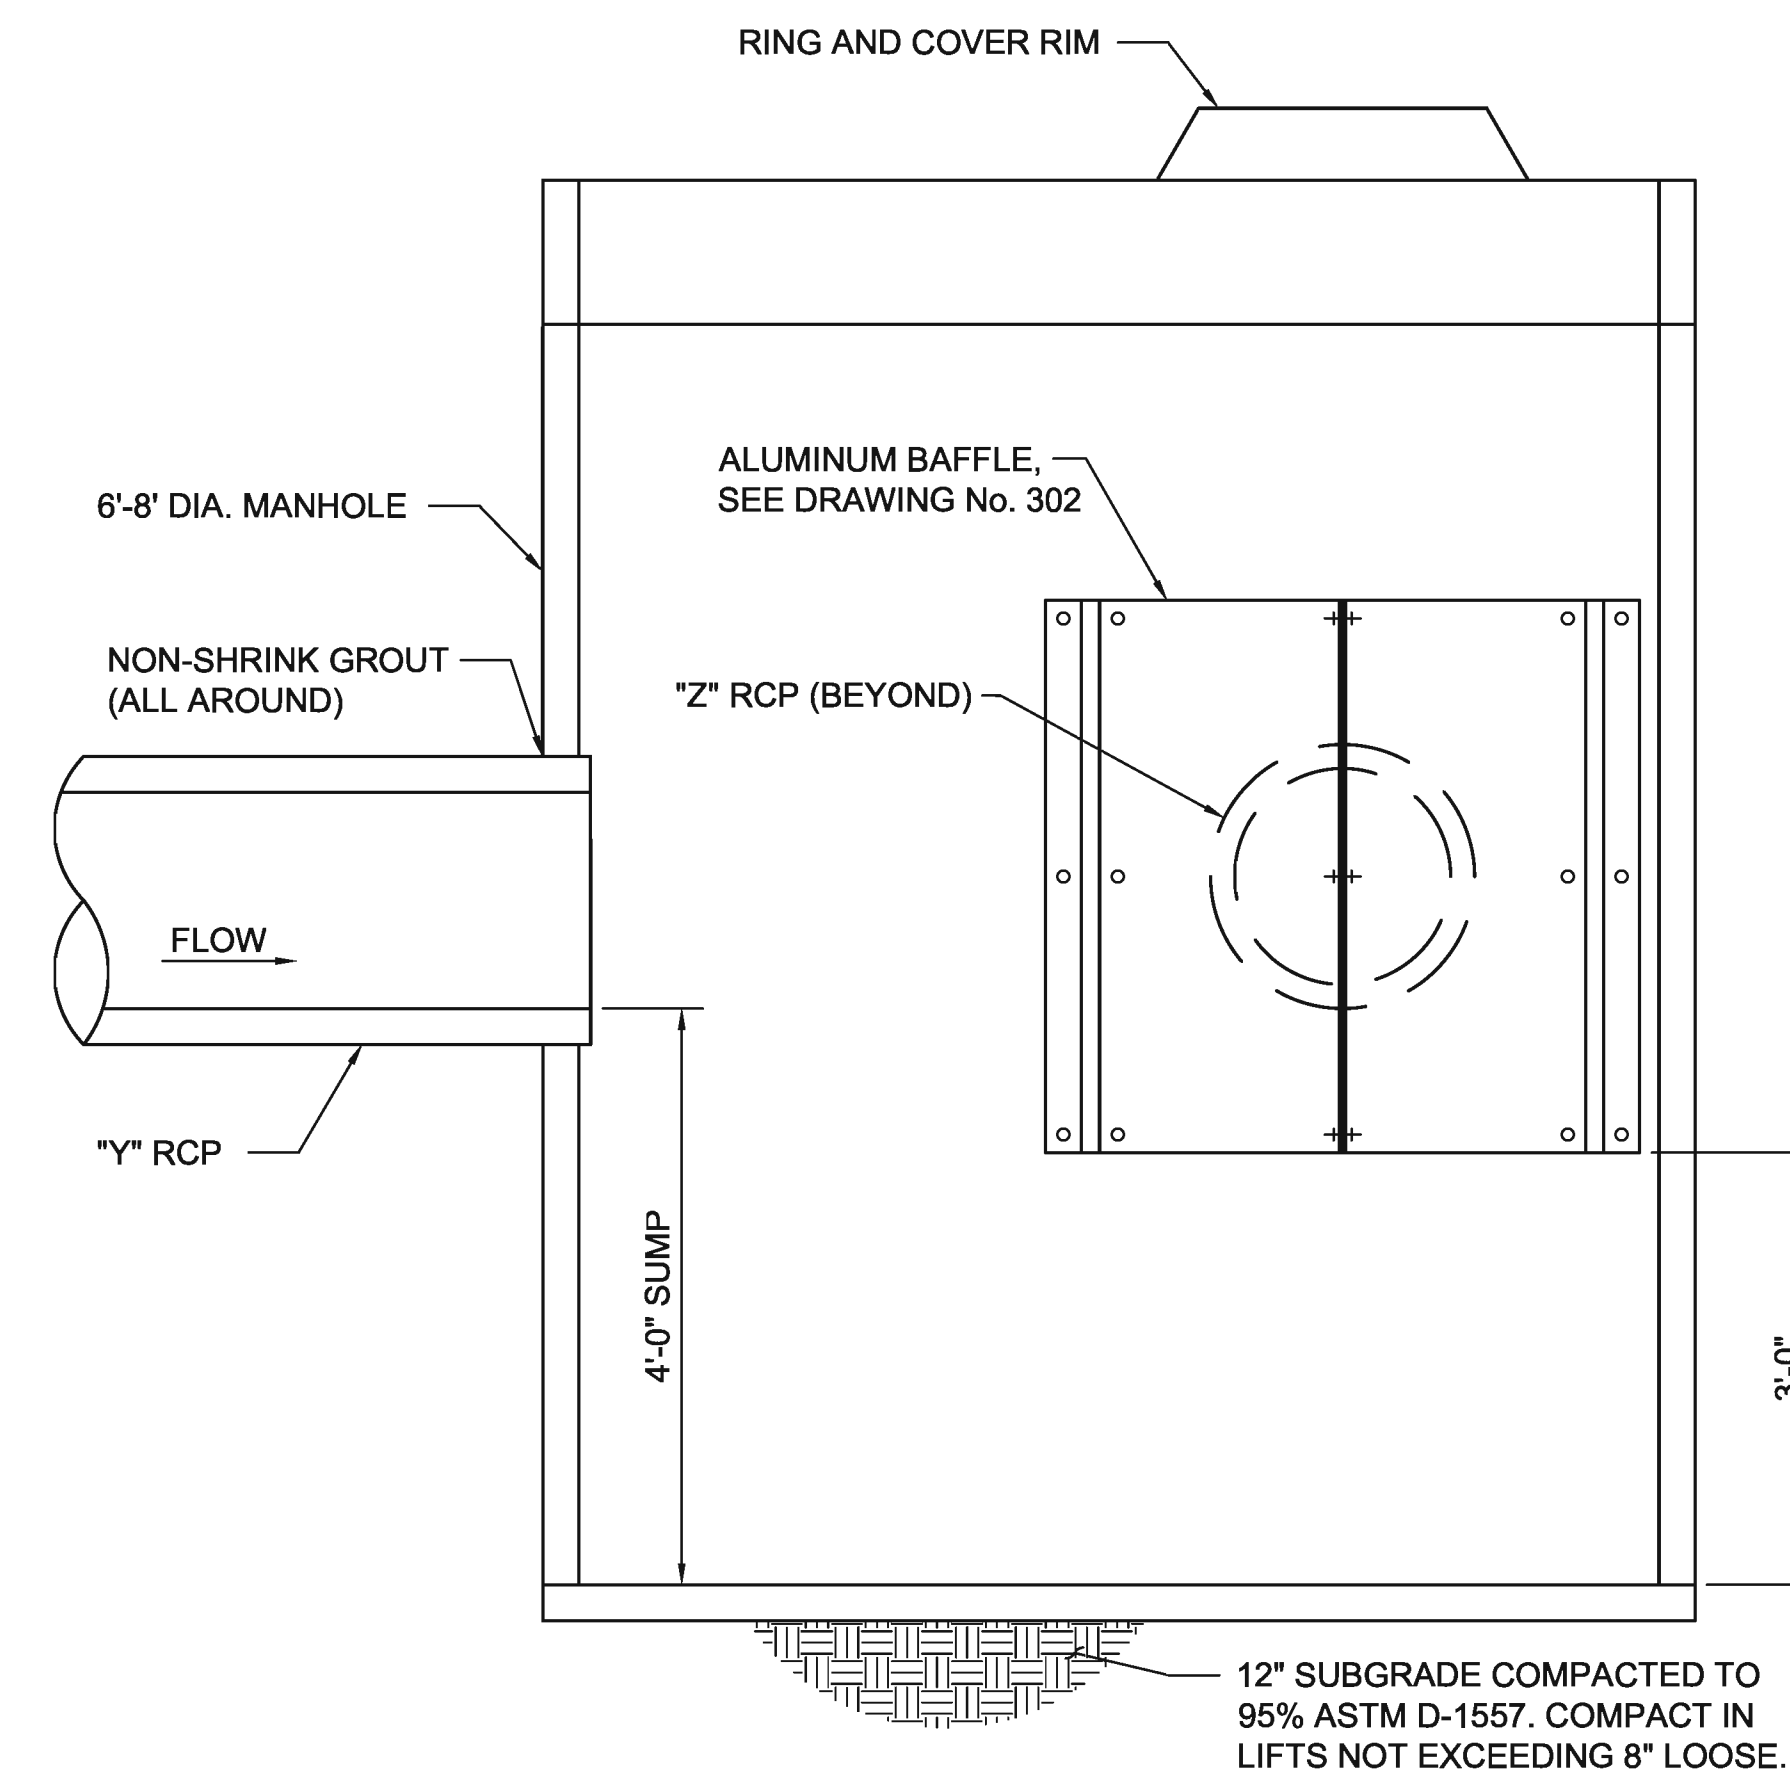 RING AND COVER RIM
ALUMINUM BAFFLE,
SEE DRAWING No. 302
6'-8' DIA. MANHOLE
NON-SHRINK GROUT
(ALL AROUND)
"Z" RCP (BEYOND)
FLOW
"Y" RCP
4'-0" SUMP
3'-0"
12" SUBGRADE COMPACTED TO
95% ASTM D-1557. COMPACT IN
LIFTS NOT EXCEEDING 8" LOOSE.